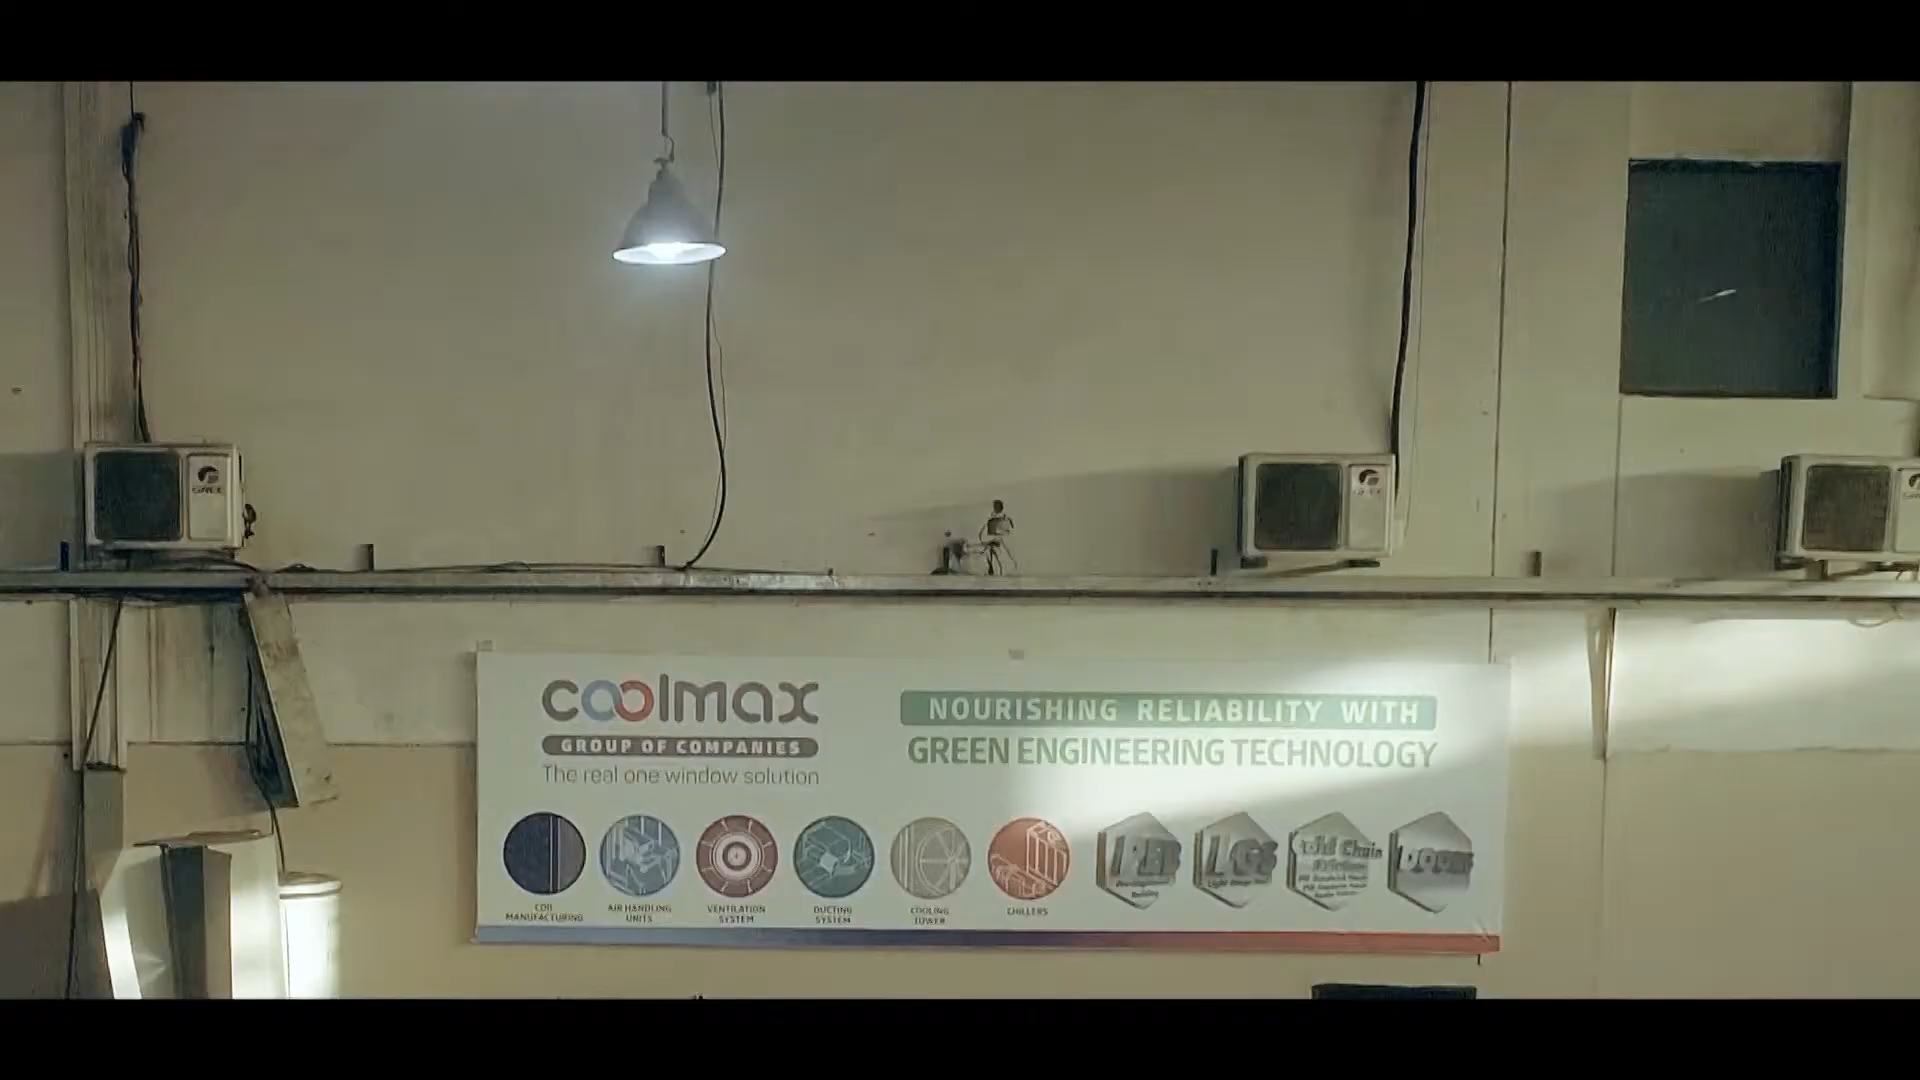 GREE
coolmax
GROUP OF COMPANIES
The real one window solution
NOURISHING RELIABILITY WITH
GREEN ENGINEERING TECHNOLOGY
COIL
MANUFACTURING
AIR HANDLING
UNITS
VENTILATION
SYSTEM
DUCTING
SYSTEM
COOLING
TOWER
CHILLERS
LGS
Cold Chain
DOORS